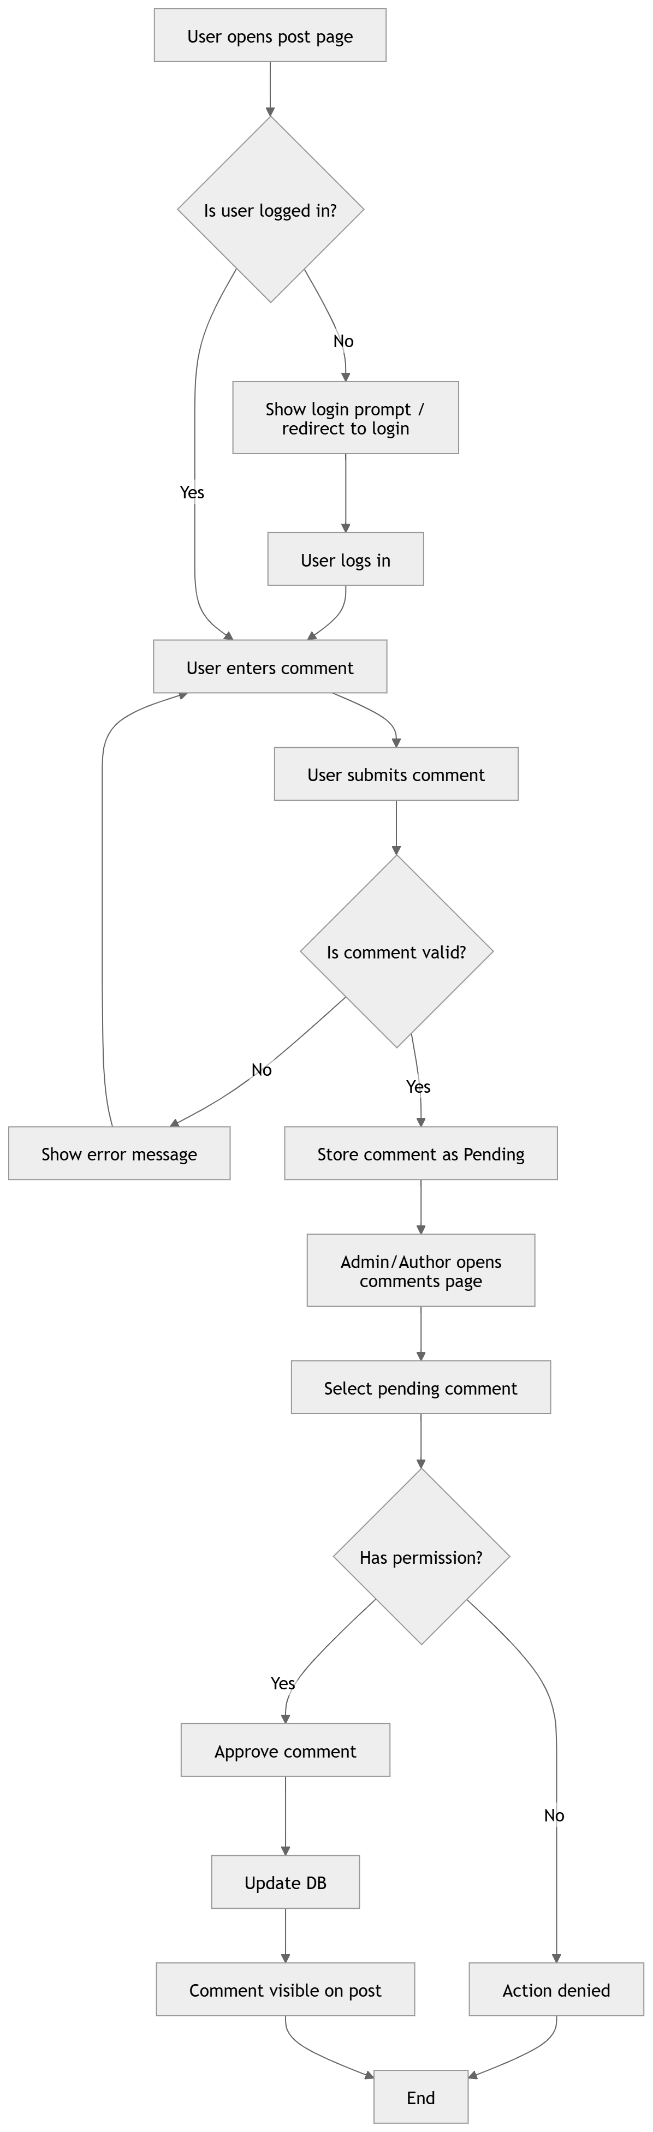 User opens post page
Is user logged in?
No
Show login prompt /
redirect to login
Yes
User logs in
User enters comment
User submits comment
Is comment valid?
No
Yes
Show error message
Store comment as Pending
Admin/Author opens
comments page
Select pending comment
Has permission?
Yes
Approve comment
No
Update DB
Comment visible on post
Action denied
End